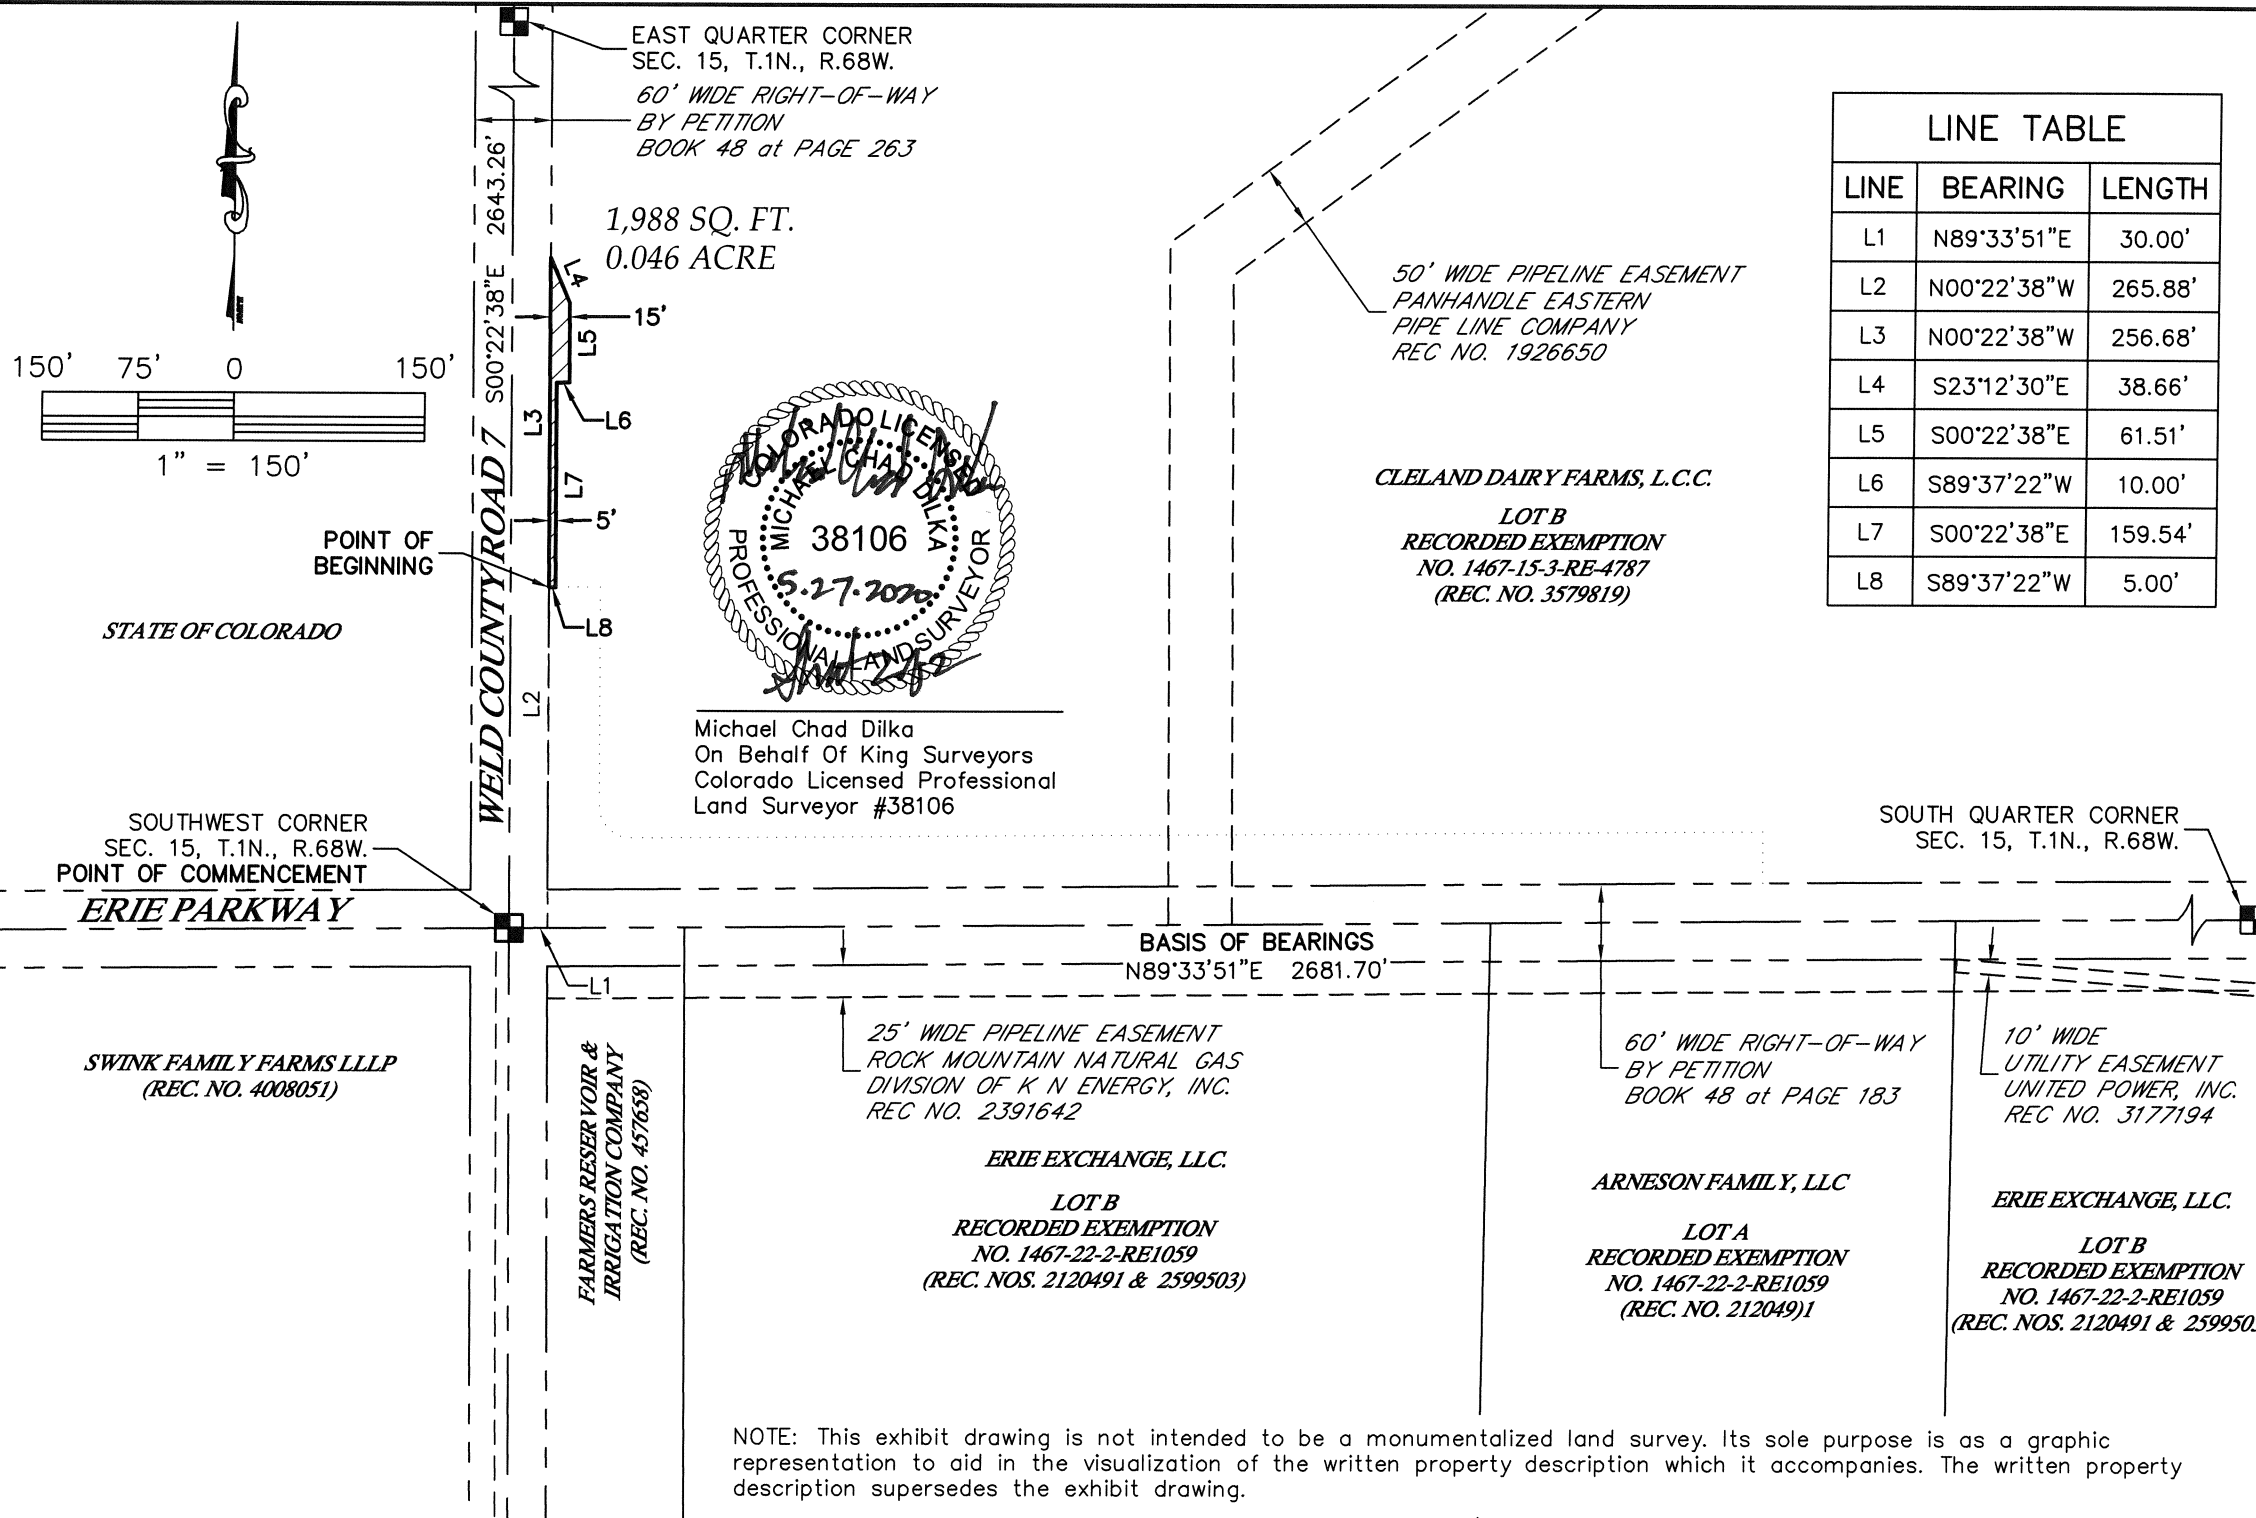 EAST QUARTER CORNER
SEC. 15, T.1N., R.68W.
60' WIDE RIGHT-OF-WAY
BY PETITION
BOOK 48 at PAGE 263
S00°22'38"E 2643.26'
1,988 SQ. FT.
0.046 ACRE
L4
15'
L5
L3
L6
L7
5'
L8
L2
150' 75' 0 150'
1" = 150'
POINT OF
BEGINNING
STATE OF COLORADO
WELD COUNTY ROAD 7
50' WIDE PIPELINE EASEMENT
PANHANDLE EASTERN
PIPE LINE COMPANY
REC NO. 1926650
LINE TABLE
LINE BEARING LENGTH
L1 N89°33'51"E 30.00'
L2 N00°22'38"W 265.88'
L3 N00°22'38"W 256.68'
L4 S23°12'30"E 38.66'
L5 S00°22'38"E 61.51'
L6 S89°37'22"W 10.00'
L7 S00°22'38"E 159.54'
L8 S89°37'22"W 5.00'
COLORADO LICENSED
MICHAEL CHAD DILKA
38106
5.27.2020
PROFESSIONAL LAND SURVEYOR
Michael Chad Dilka
On Behalf Of King Surveyors
Colorado Licensed Professional
Land Surveyor #38106
CLELAND DAIRY FARMS, L.C.C.
LOT B
RECORDED EXEMPTION
NO. 1467-15-3-RE-4787
(REC. NO. 3579819)
SOUTHWEST CORNER
SEC. 15, T.1N., R.68W.
POINT OF COMMENCEMENT
ERIE PARKWAY
SOUTH QUARTER CORNER
SEC. 15, T.1N., R.68W.
L1
BASIS OF BEARINGS
N89°33'51"E 2681.70'
SWINK FAMILY FARMS LLLP
(REC. NO. 4008051)
FARMERS RESERVOIR &
IRRIGATION COMPANY
(REC. NO. 457658)
25' WIDE PIPELINE EASEMENT
ROCK MOUNTAIN NATURAL GAS
DIVISION OF K N ENERGY, INC.
REC NO. 2391642
ERIE EXCHANGE, LLC.
LOT B
RECORDED EXEMPTION
NO. 1467-22-2-RE1059
(REC. NOS. 2120491 & 2599503)
60' WIDE RIGHT-OF-WAY
BY PETITION
BOOK 48 at PAGE 183
ARNESON FAMILY, LLC
LOT A
RECORDED EXEMPTION
NO. 1467-22-2-RE1059
(REC. NO. 212049)1
10' WIDE
UTILITY EASEMENT
UNITED POWER, INC.
REC NO. 3177194
ERIE EXCHANGE, LLC.
LOT B
RECORDED EXEMPTION
NO. 1467-22-2-RE1059
(REC. NOS. 2120491 & 259950
NOTE: This exhibit drawing is not intended to be a monumentalized land survey. Its sole purpose is as a graphic
representation to aid in the visualization of the written property description which it accompanies. The written property
description supersedes the exhibit drawing.